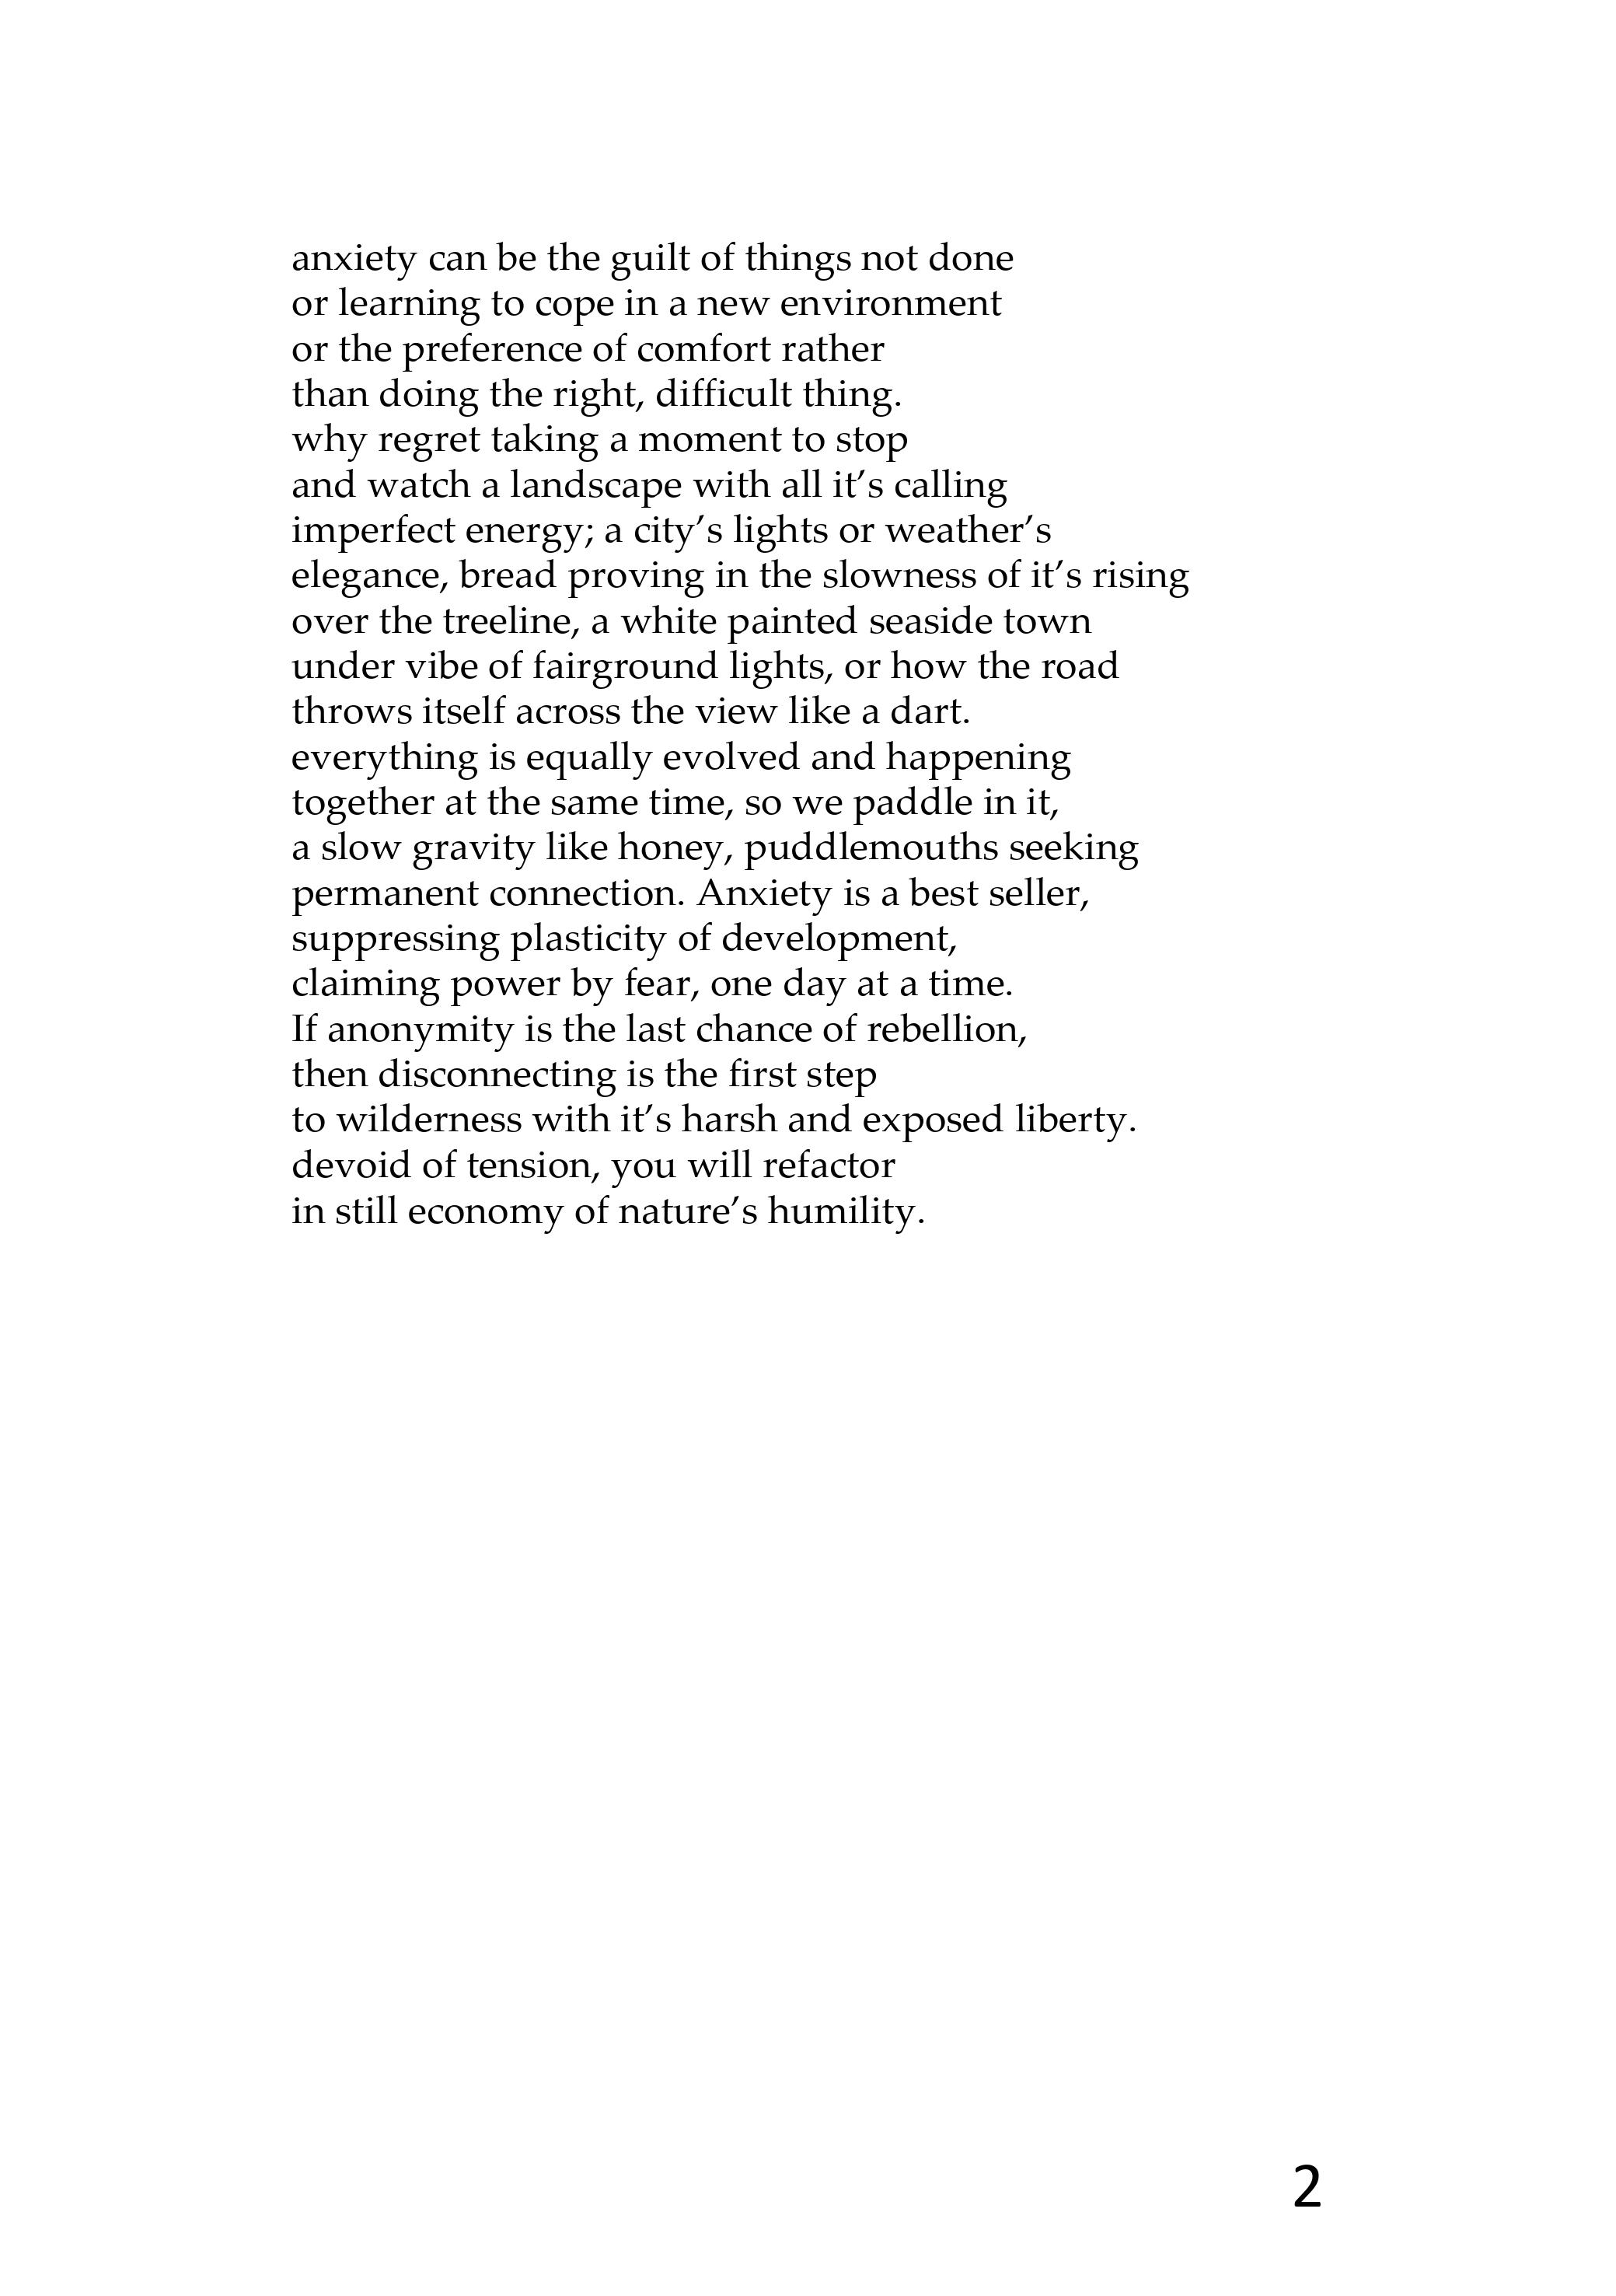 anxiety can be the guilt of things not done
or learning to cope in a new environment
or the preference of comfort rather
than doing the right, difficult thing.
why regret taking a moment to stop
and watch a landscape with all it’s calling
imperfect energy; a city’s lights or weather’s
elegance, bread proving in the slowness of it’s rising
over the treeline, a white painted seaside town
under vibe of fairground lights, or how the road
throws itself across the view like a dart.
everything is equally evolved and happening
together at the same time, so we paddle in it,
a slow gravity like honey, puddlemouths seeking
permanent connection. Anxiety is a best seller,
suppressing plasticity of development,
claiming power by fear, one day at a time.
If anonymity is the last chance of rebellion,
then disconnecting is the first step
to wilderness with it’s harsh and exposed liberty.
devoid of tension, you will refactor
in still economy of nature’s humility.
2